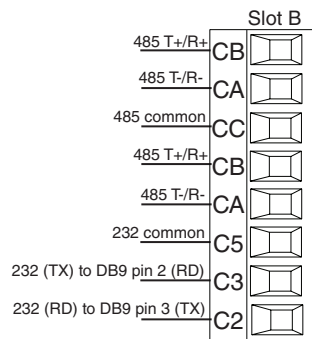 Slot B
485 T+/R+ CB
485 T-/R- CA
485 common CC
485 T+/R+ CB
485 T-/R- CA
232 common C5
232 (TX) to DB9 pin 2 (RD) C3
232 (RD) to DB9 pin 3 (TX) C2